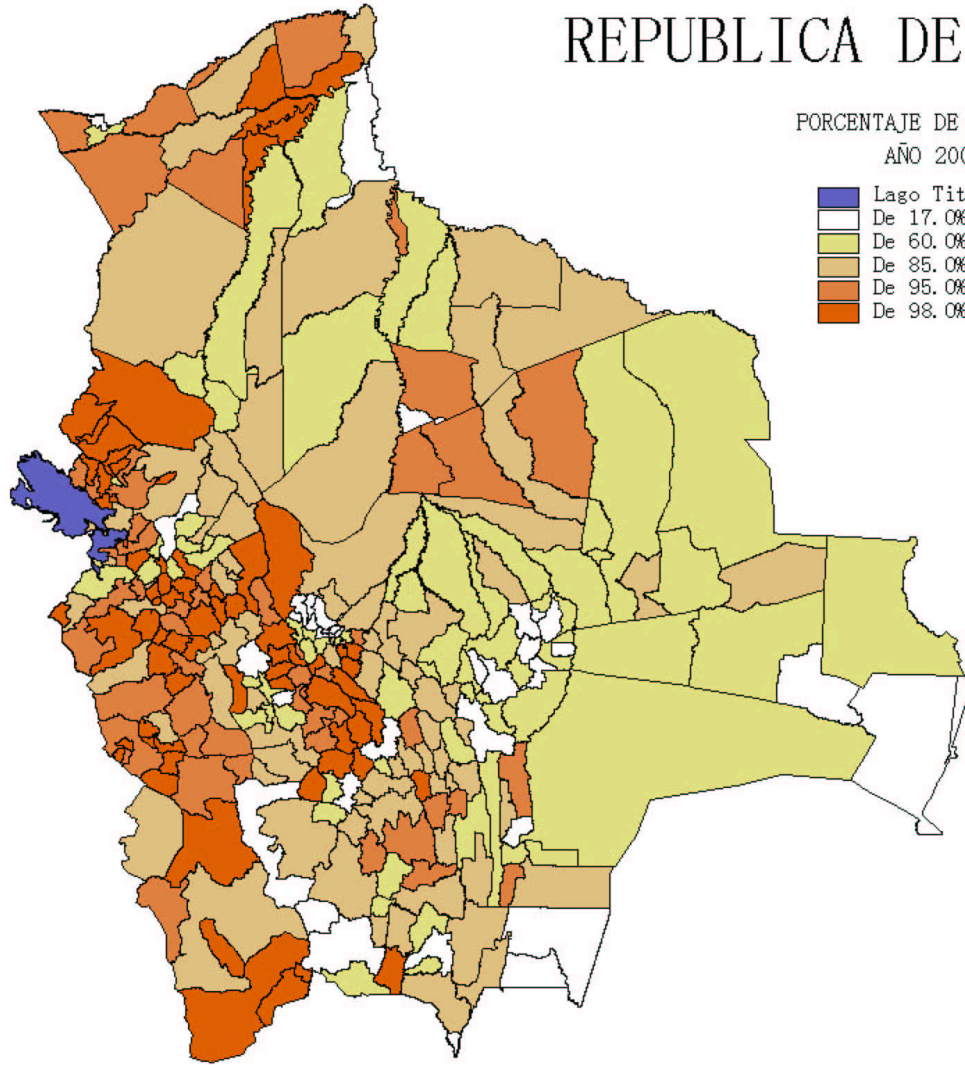 REPUBLICA DE
PORCENTAJE DE
AÑO 200
Lago Tit
De 17.0%
De 60.0%
De 85.0%
De 95.0%
De 98.0%